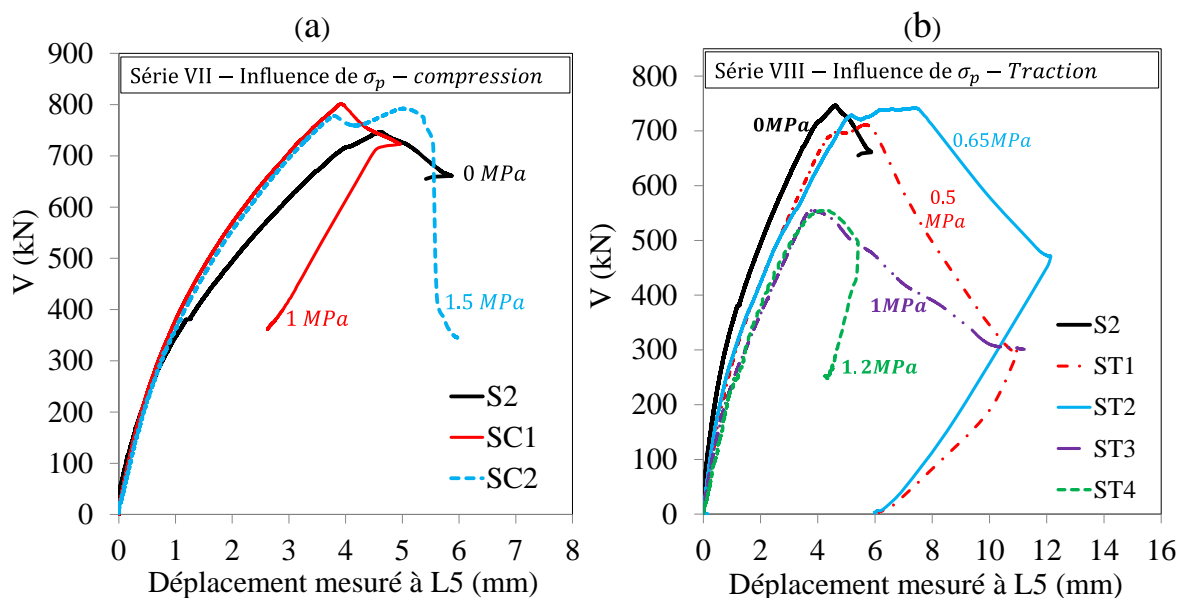 (a)
Série VII – Influence de σp – compression
V (kN)
900
800
700
600
500
400
300
200
100
0
0 MPa
1.5 MPa
1 MPa
S2
SC1
SC2
0 1 2 3 4 5 6 7 8
Déplacement mesuré à L5 (mm)
(b)
Série VIII – Influence de σp – Traction
V (kN)
800
700
600
500
400
300
200
100
0
0MPa
0.65MPa
0.5
MPa
1MPa
1.2MPa
S2
ST1
ST2
ST3
ST4
0 2 4 6 8 10 12 14 16
Déplacement mesuré à L5 (mm)